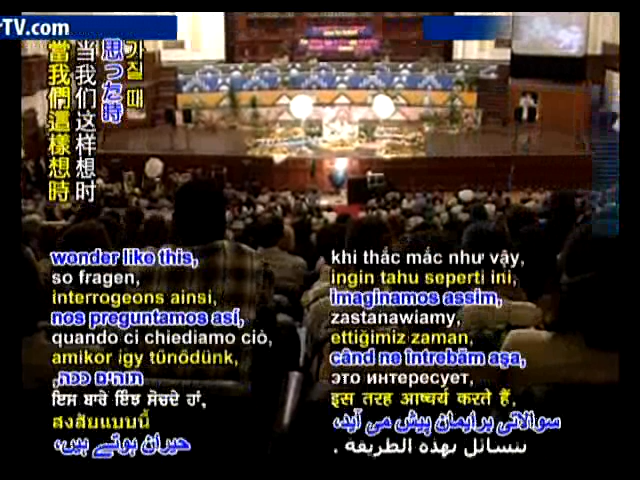 rTV.com
가질 때
思った時
当我们这样想时
當我們這樣想時
wonder like this,
so fragen,
interrogeons ainsi,
nos preguntamos así,
quando ci chiediamo ciò,
amikor így tűnődünk,
תוהים ככה,
ਇਸ ਬਾਰੇ ਇੰਝ ਸੋਚਦੇ ਹਾਂ,
สงสัยแบบนี้
حیران ہوتے ہیں،
khi thắc mắc như vậy,
ingin tahu seperti ini,
imaginamos assim,
zastanawiamy,
ettiğimiz zaman,
când ne întrebăm aşa,
это интересует,
इस तरह आश्चर्य करते हैं,
سوالاتی برایمان پیش می آید،
نتسائل بهذه الطريقة .